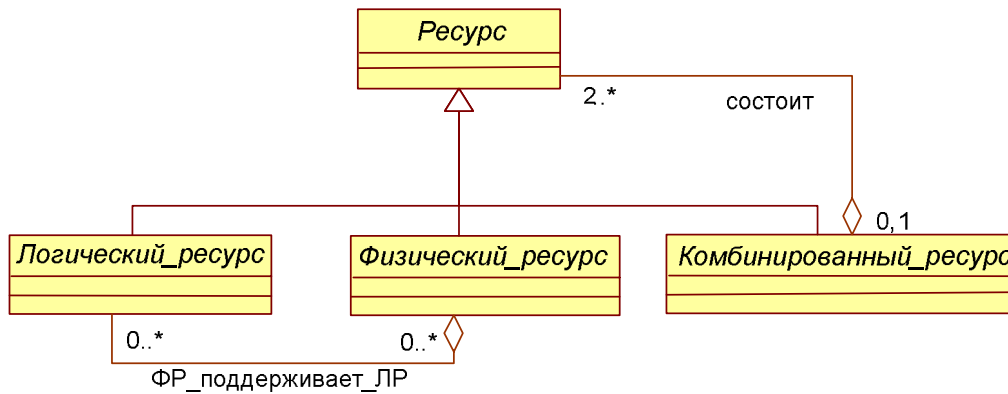 Ресурс
2..*
состоит
0,1
Логический_ресурс
Физический_ресурс
Комбинированный_ресурс
0..*
0..*
ФР_поддерживает_ЛР